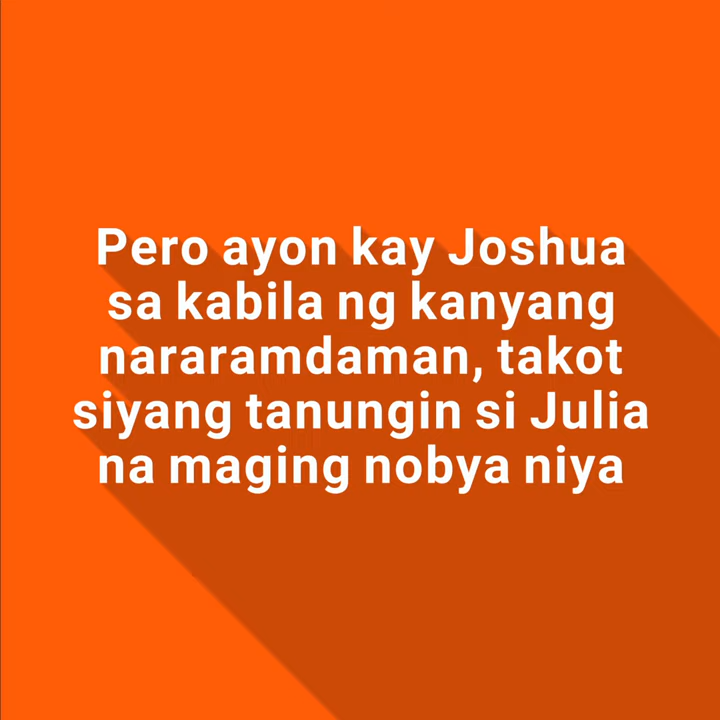 Pero ayon kay Joshua
sa kabila ng kanyang
nararamdaman, takot
siyang tanungin si Julia
na maging nobya niya